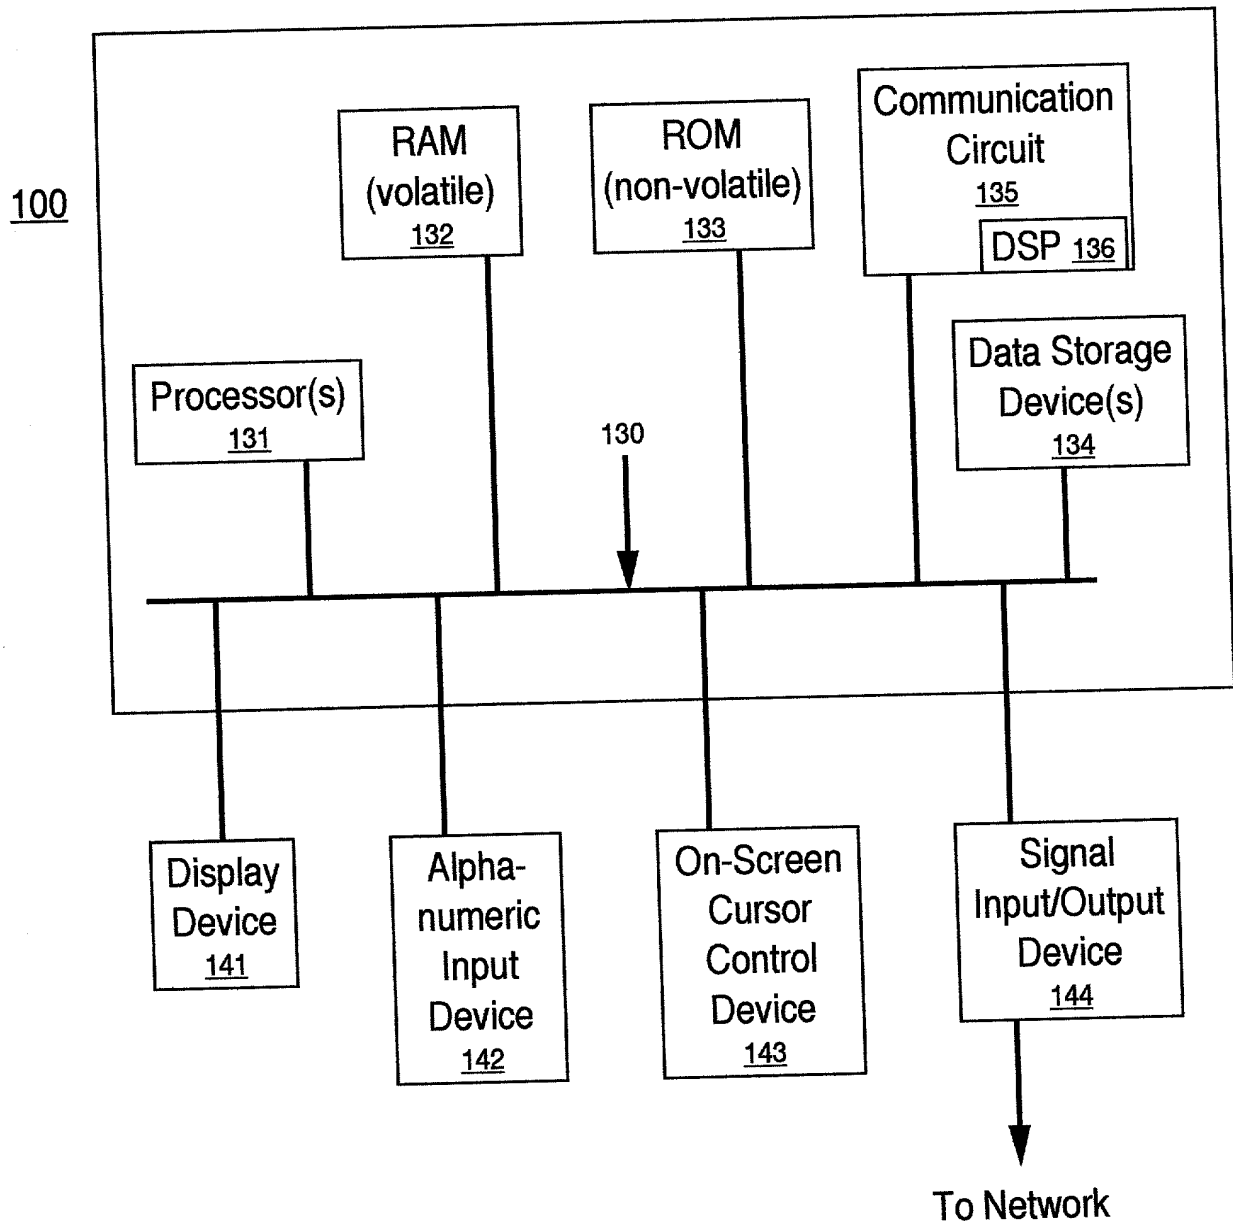 100
RAM
(volatile)
132
ROM
(non-volatile)
133
Communication
Circuit
135
DSP 136
Processor(s)
131
130
Data Storage
Device(s)
134
Display
Device
141
Alpha-
numeric
Input
Device
142
On-Screen
Cursor
Control
Device
143
Signal
Input/Output
Device
144
To Network